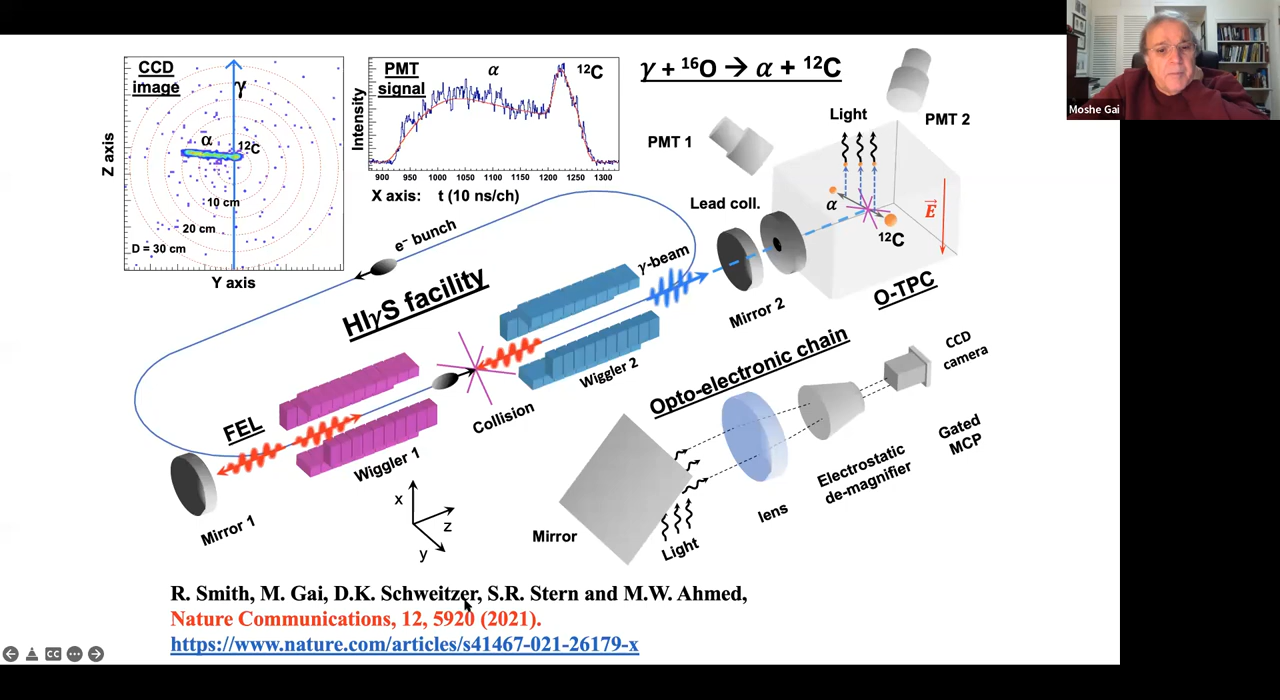 CCD
image
γ
α
¹²C
10 cm
20 cm
D = 30 cm
Z axis
Y axis
PMT
signal
α
¹²C
Intensity
900 950 1000 1050 1100 1150 1200 1250 1300
X axis: t (10 ns/ch)
γ + ¹⁶O → α + ¹²C
PMT 1
Light
PMT 2
Lead coll.
α
¹²C
E⃗
O-TPC
Mirror 2
γ-beam
e⁻ bunch
HIγS facility
Wiggler 2
Collision
FEL
Wiggler 1
Mirror 1
x
z
y
Opto-electronic chain
CCD
camera
Gated
MCP
Electrostatic
de-magnifier
lens
Mirror
Light
R. Smith, M. Gai, D.K. Schweitzer, S.R. Stern and M.W. Ahmed,
Nature Communications, 12, 5920 (2021).
https://www.nature.com/articles/s41467-021-26179-x
Moshe Gai
CC